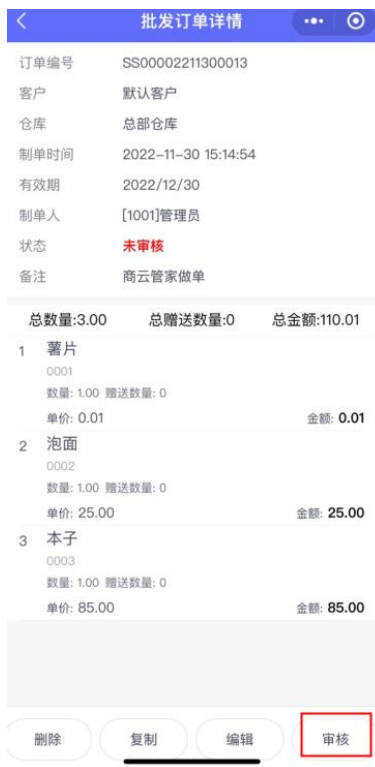 批发订单详情
订单编号 SS00002211300013
客户 默认客户
仓库 总部仓库
制单时间 2022-11-30 15:14:54
有效期 2022/12/30
制单人 [1001]管理员
状态 未审核
备注 商云管家做单
总数量:3.00 总赠送数量:0 总金额:110.01
1 薯片
0001
数量: 1.00 赠送数量: 0
单价: 0.01 金额: 0.01
2 泡面
0002
数量: 1.00 赠送数量: 0
单价: 25.00 金额: 25.00
3 本子
0003
数量: 1.00 赠送数量: 0
单价: 85.00 金额: 85.00
删除 复制 编辑 审核